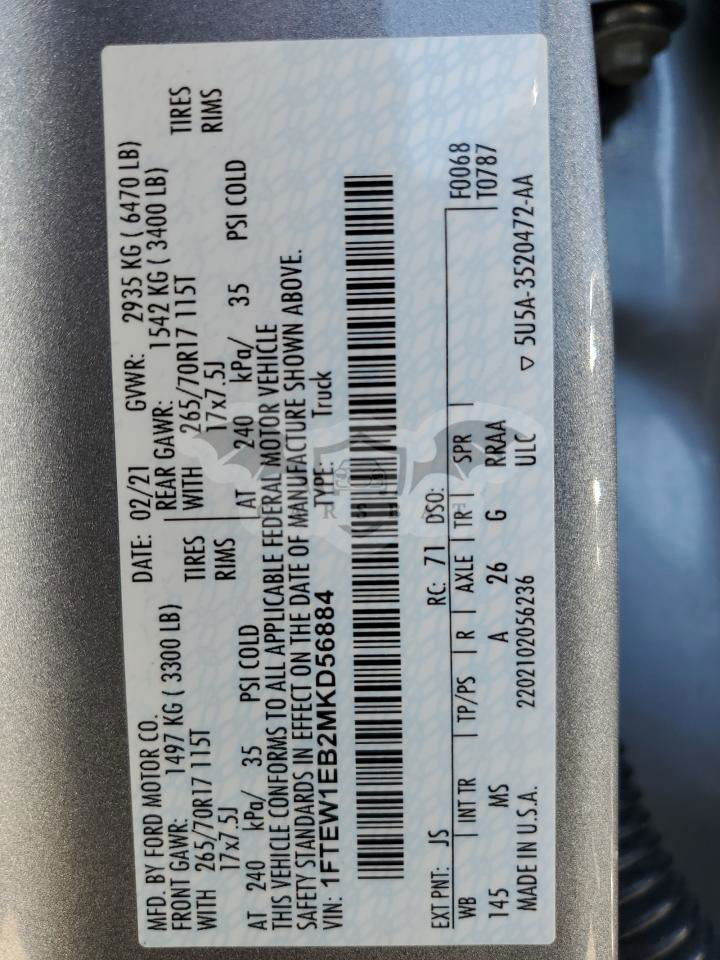 MFD. BY FORD MOTOR CO.
DATE: 02/21 GVWR: 2935 KG ( 6470 LB)
FRONT GAWR: 1497 KG ( 3300 LB)
REAR GAWR: 1542 KG ( 3400 LB)
WITH 265/70R17 115T TIRES
WITH 265/70R17 115T TIRES
17x7.5J RIMS
17x7.5J RIMS
AT 240 kPa/ 35 PSI COLD
AT 240 kPa/ 35 PSI COLD
THIS VEHICLE CONFORMS TO ALL APPLICABLE FEDERAL MOTOR VEHICLE
SAFETY STANDARDS IN EFFECT ON THE DATE OF MANUFACTURE SHOWN ABOVE.
VIN: 1FTEW1EB2MKD56884 TYPE: Truck
EXT PNT: JS RC: 71 DSO: F0068
WB INT TR TP/PS R AXLE TR SPR T0787
145 MS A 26 G RRAA
MADE IN U.S.A. 2202102056236 ULC ▽ 5U5A-3520472-AA